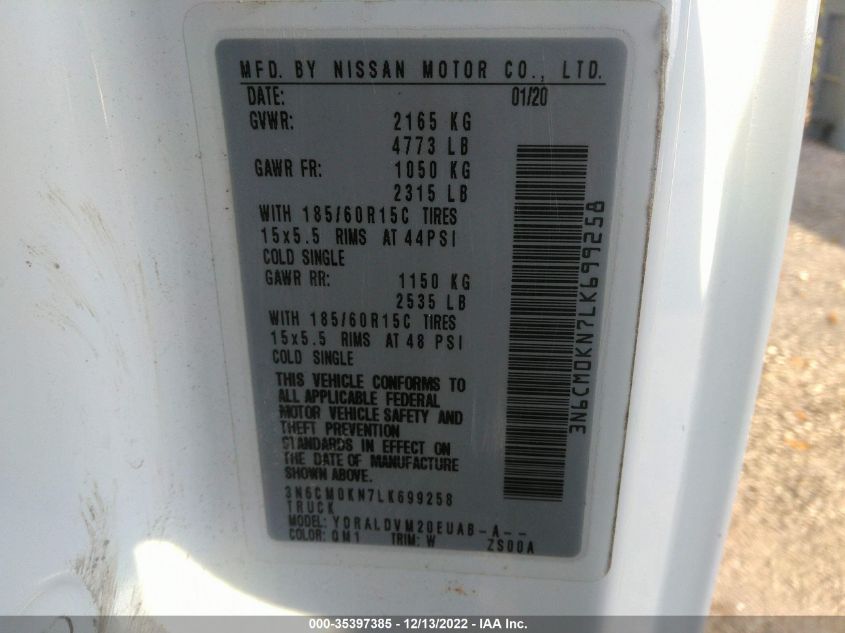 MFD. BY NISSAN MOTOR CO., LTD.
DATE: 01/20
GVWR: 2165 KG
4773 LB
GAWR FR: 1050 KG
2315 LB
WITH 185/60R15C TIRES
15x5.5 RIMS AT 44PSI
COLD SINGLE
GAWR RR: 1150 KG
2535 LB
WITH 185/60R15C TIRES
15x5.5 RIMS AT 48 PSI
COLD SINGLE
THIS VEHICLE CONFORMS TO
ALL APPLICABLE FEDERAL
MOTOR VEHICLE SAFETY AND
THEFT PREVENTION
STANDARDS IN EFFECT ON
THE DATE OF MANUFACTURE
SHOWN ABOVE.
3N6CM0KN7LK699258
TRUCK
MODEL: YDRALDVM20EUAB-A--
COLOR: QM1 TRIM: W ZS00A
3N6CM0KN7LK699258
000-35397385 - 12/13/2022 - IAA Inc.